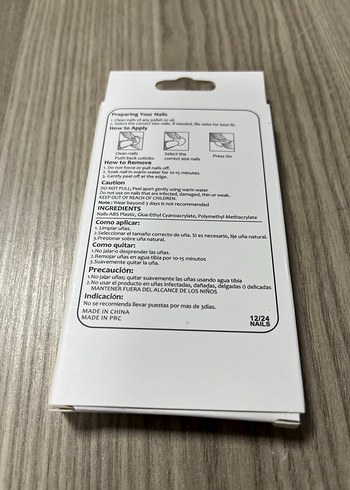 Preparing Your Nails
1. Clean nails of any polish or oil.
2. Select the correct size nails, if needed, file sides for best fit.
How to Apply
Clean nails
Push back cuticles
Select the
correct size nails
Press On
How to Remove
1. Do not force or pull nails off.
2. Soak nail in warm water for 10-15 minutes.
3. Gently peel off at the edge.
Caution
DO NOT PULL; Peel apart gently using warm water
Do not use on nails that are infected, damaged, thin or weak.
KEEP OUT OF REACH OF CHILDREN.
Note : Wear beyond 3 days is not recommended
INGREDIENTS
Nails-ABS Plastic, Glue-Ethyl Cyanoacrylate, Polymethyl Methacrylate
Como aplicar:
1. Limpiar uñas.
2.Seleccionar el tamaño correcto de uña. Si es necesario, lije uña natural.
3.Presionar sobre uña natural.
Como quitar:
1.No jalar o desprender las uñas.
2.Remojar uñas en agua tibia por 10-15 minutos
3.Suavemente quitar la uña.
Precaución:
1.No jalar uñas; quitar suavemente las uñas usando agua tibia
2.No usar el producto en uñas infectadas, dañadas, delgadas ó delicadas
MANTENER FUERA DEL ALCANCE DE LOS NIÑOS
Indicación:
No se recomienda llevar puestas por mas de 3dias.
MADE IN CHINA
MADE IN PRC
12/24
NAILS